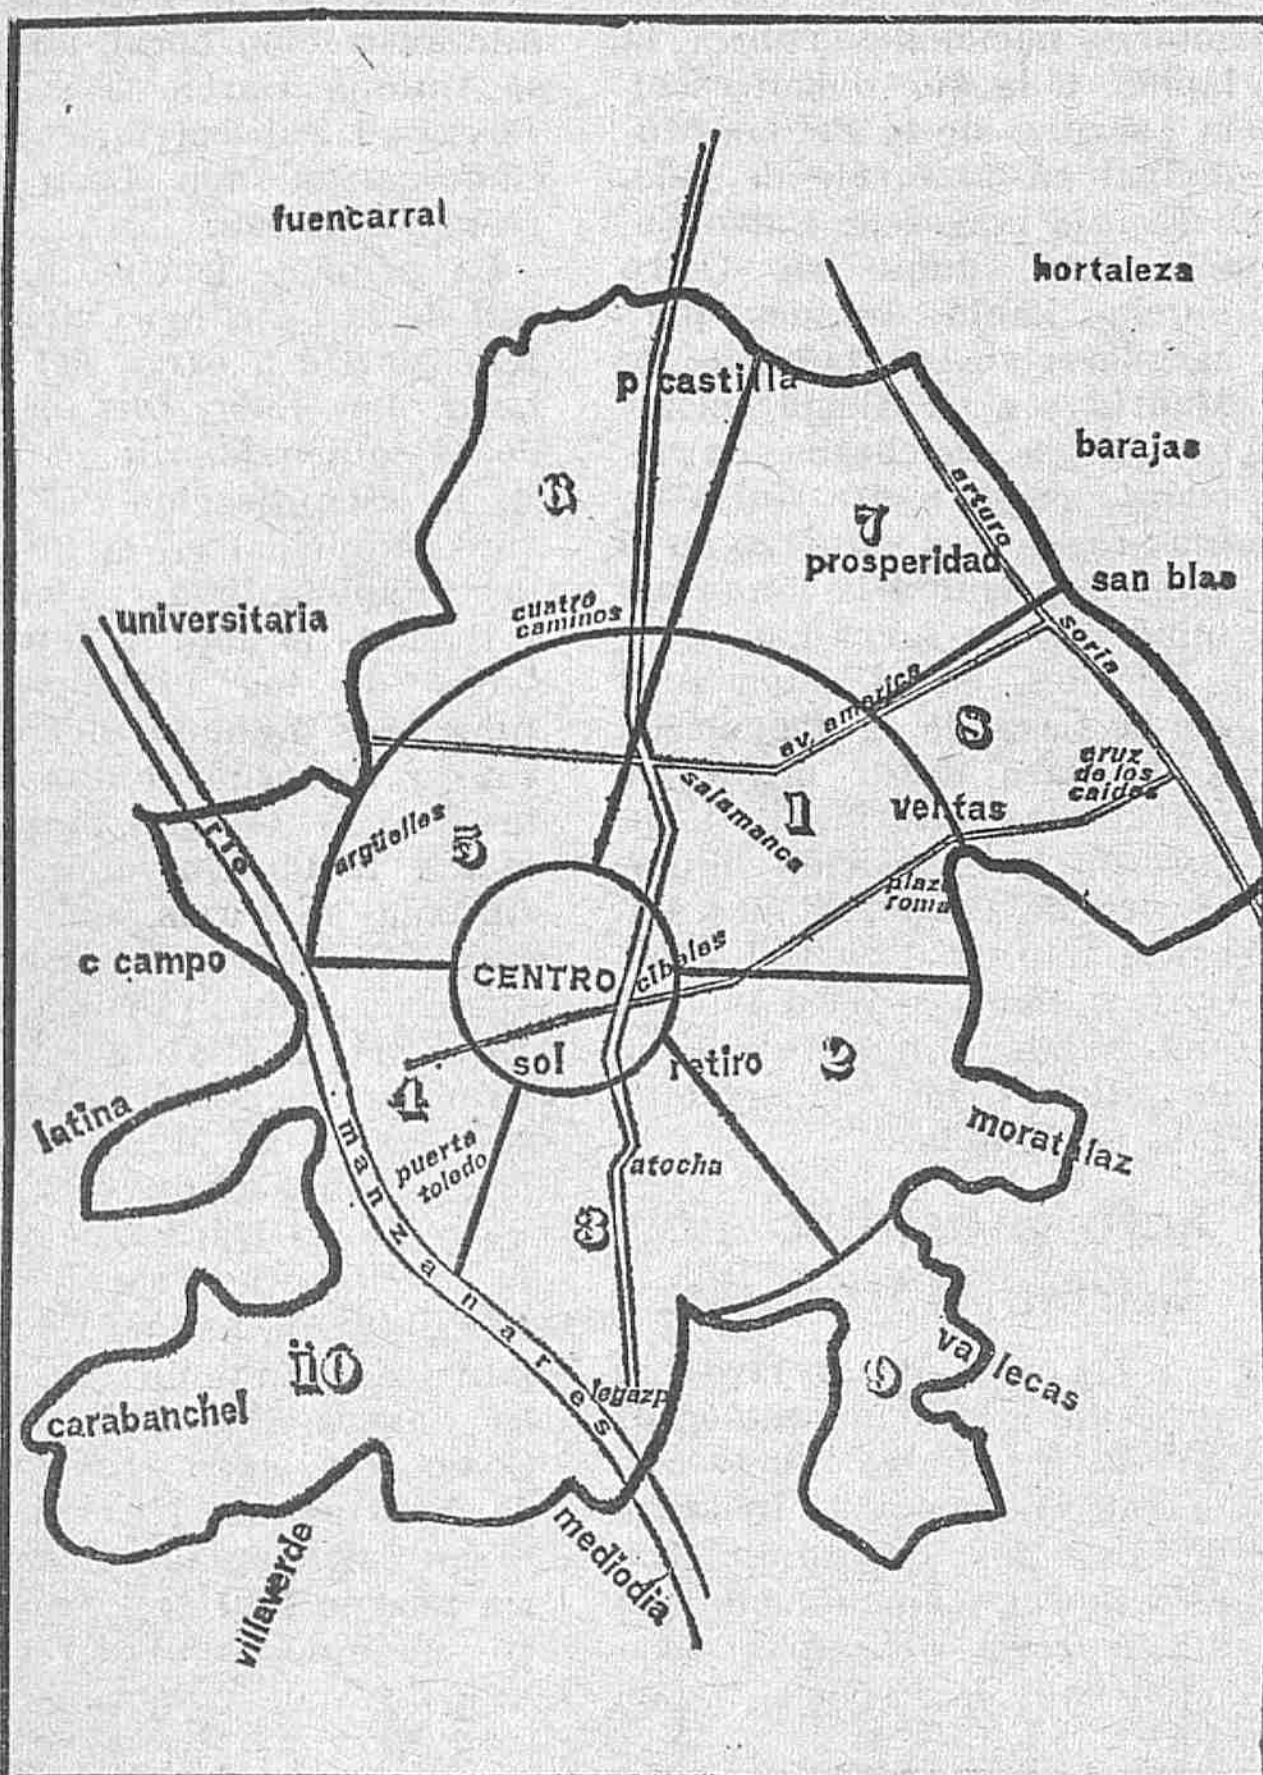 fuencarral
hortaleza
p castilla
barajas
6
arturo
7
prosperidad
san blas
universitaria
cuatro
caminos
soria
av. america
8
cruz
de los
caidos
salamanca
1
ventas
rio
argüelles
5
plaza
roma
c campo
CENTRO
cibeles
sol
retiro
2
4
latina
moratalaz
manzanares
puerta
toledo
atocha
3
10
vallecas
9
legazpi
carabanchel
mediodia
villaverde